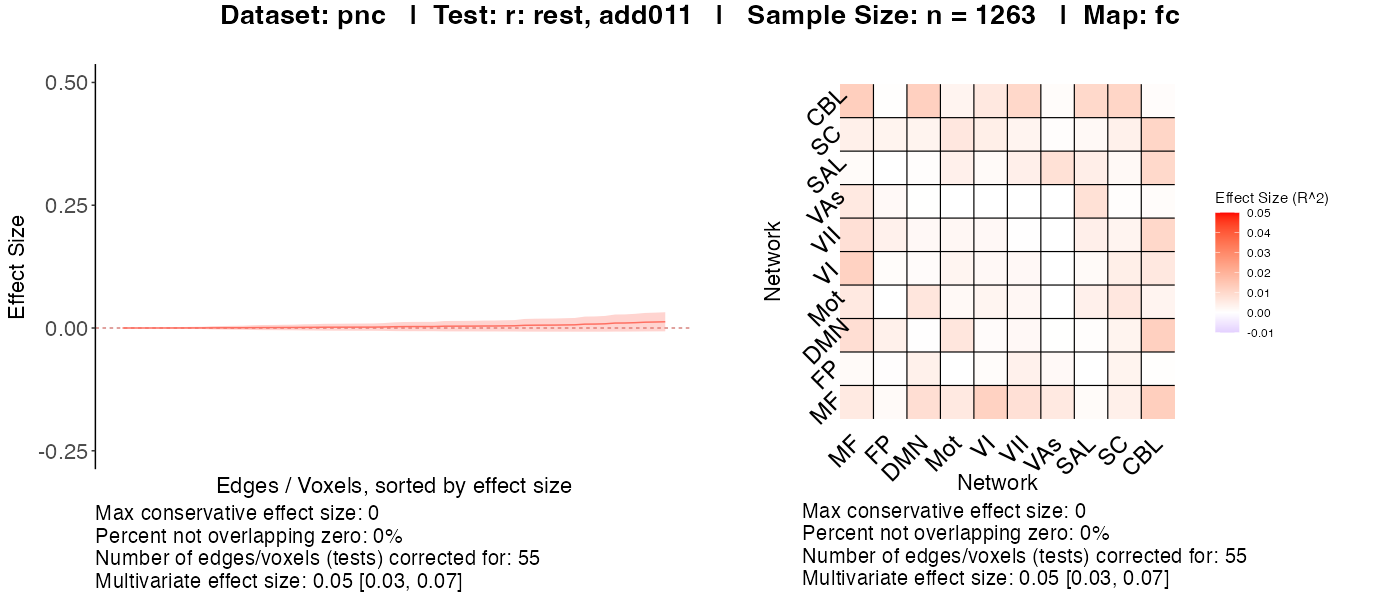 Dataset: pnc | Test: r: rest, add011 | Sample Size: n = 1263 | Map: fc
0.50
0.25
0.00
-0.25
Effect Size
Edges / Voxels, sorted by effect size
Max conservative effect size: 0
Percent not overlapping zero: 0%
Number of edges/voxels (tests) corrected for: 55
Multivariate effect size: 0.05 [0.03, 0.07]
Network
CBL
SC
SAL
VAs
VII
VI
Mot
DMN
FP
MF
MF FP DMN Mot VI VII VAs SAL SC CBL
Network
Effect Size (R^2)
0.05
0.04
0.03
0.02
0.01
0.00
-0.01
Max conservative effect size: 0
Percent not overlapping zero: 0%
Number of edges/voxels (tests) corrected for: 55
Multivariate effect size: 0.05 [0.03, 0.07]